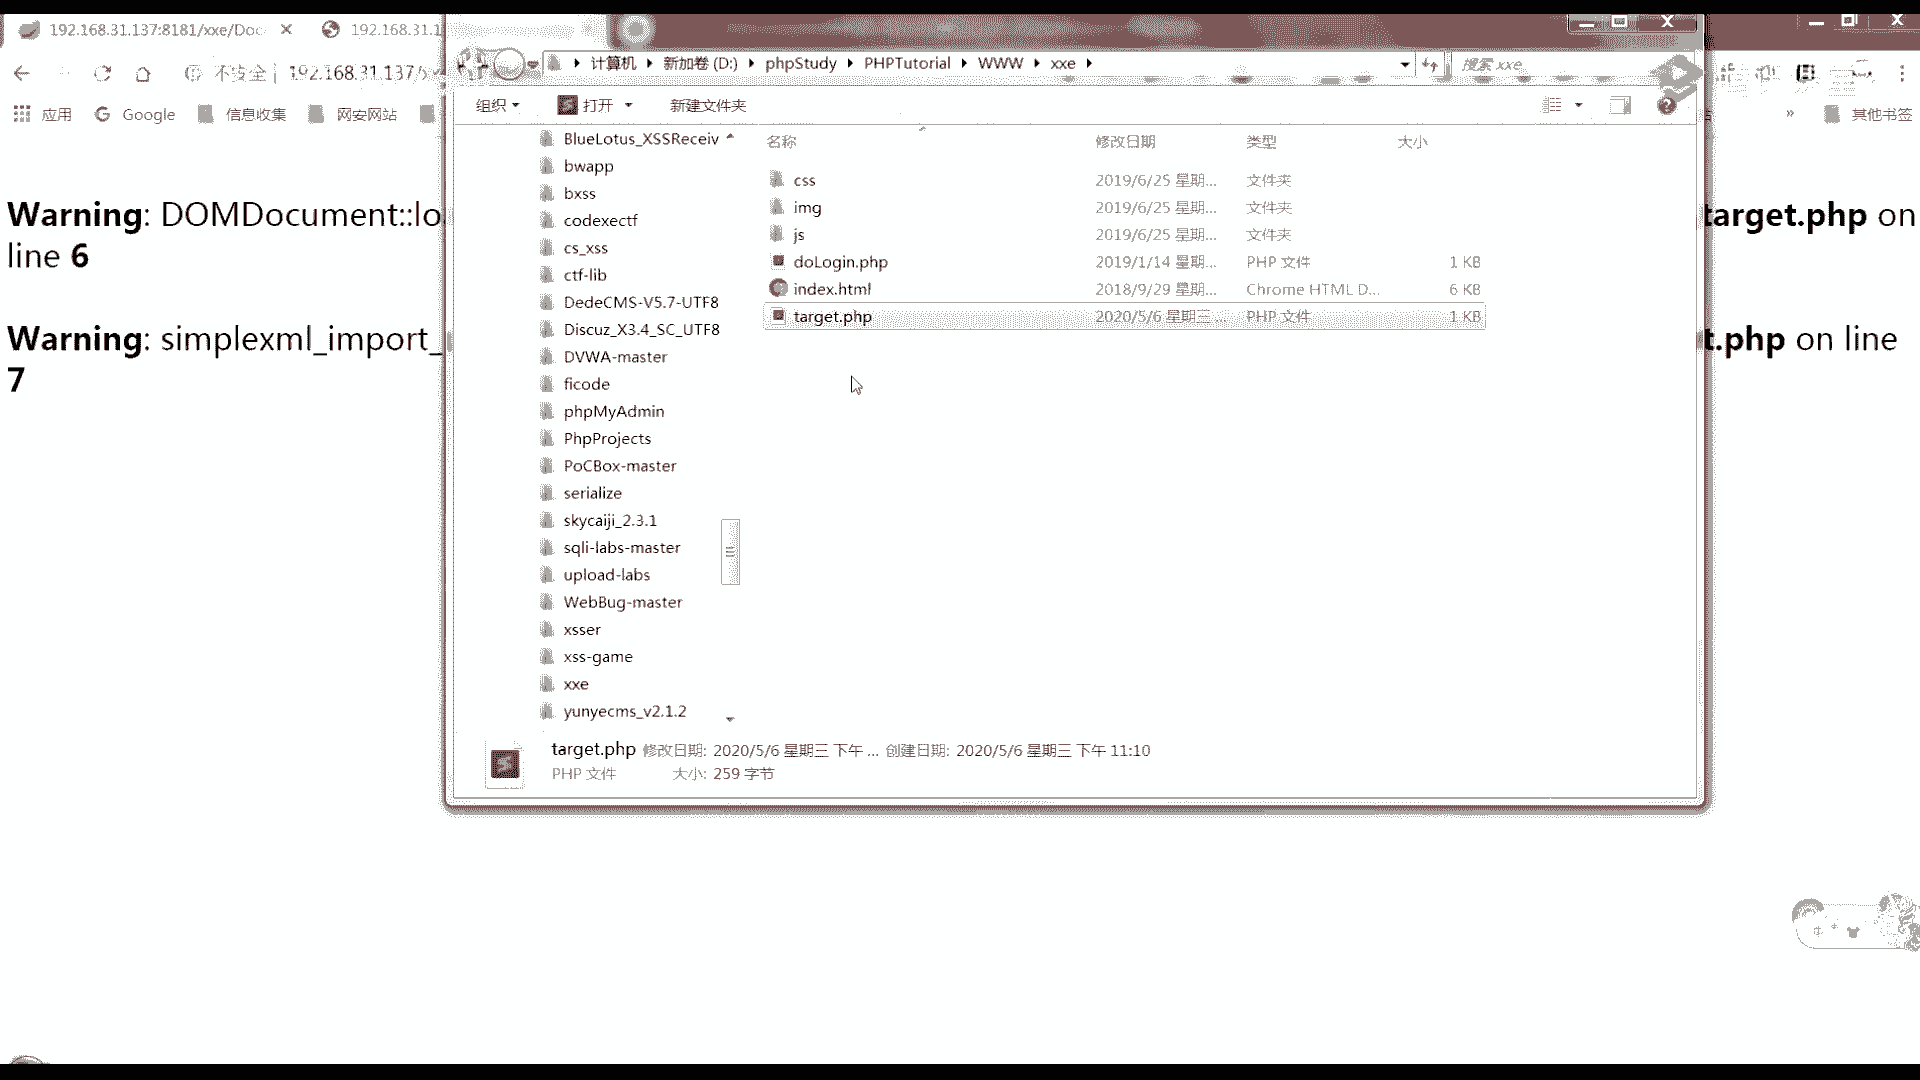 192.168.31.137:8181/xxe/Doc
192.168.31.1
不安全
192.168.31.137/
应用
Google
信息收集
网安网站
其他书签
计算机
新加卷 (D:)
phpStudy
PHPTutorial
WWW
xxe
搜索 xxe
组织
打开
新建文件夹
名称
修改日期
类型
大小
BlueLotus_XSSReceiv
bwapp
bxss
codexectf
cs_xss
ctf-lib
DedeCMS-V5.7-UTF8
Discuz_X3.4_SC_UTF8
DVWA-master
ficode
phpMyAdmin
PhpProjects
PoCBox-master
serialize
skycaiji_2.3.1
sqli-labs-master
upload-labs
WebBug-master
xsser
xss-game
xxe
yunyecms_v2.1.2
css 2019/6/25 星期... 文件夹
img 2019/6/25 星期... 文件夹
js 2019/6/25 星期... 文件夹
doLogin.php 2019/1/14 星期... PHP 文件 1 KB
index.html 2018/9/29 星期... Chrome HTML D... 6 KB
target.php 2020/5/6 星期三... PHP 文件 1 KB
Warning: DOMDocument::lo
target.php on
line 6
Warning: simplexml_import_
t.php on line
7
target.php 修改日期: 2020/5/6 星期三 下午 ... 创建日期: 2020/5/6 星期三 下午 11:10
PHP 文件 大小: 259 字节